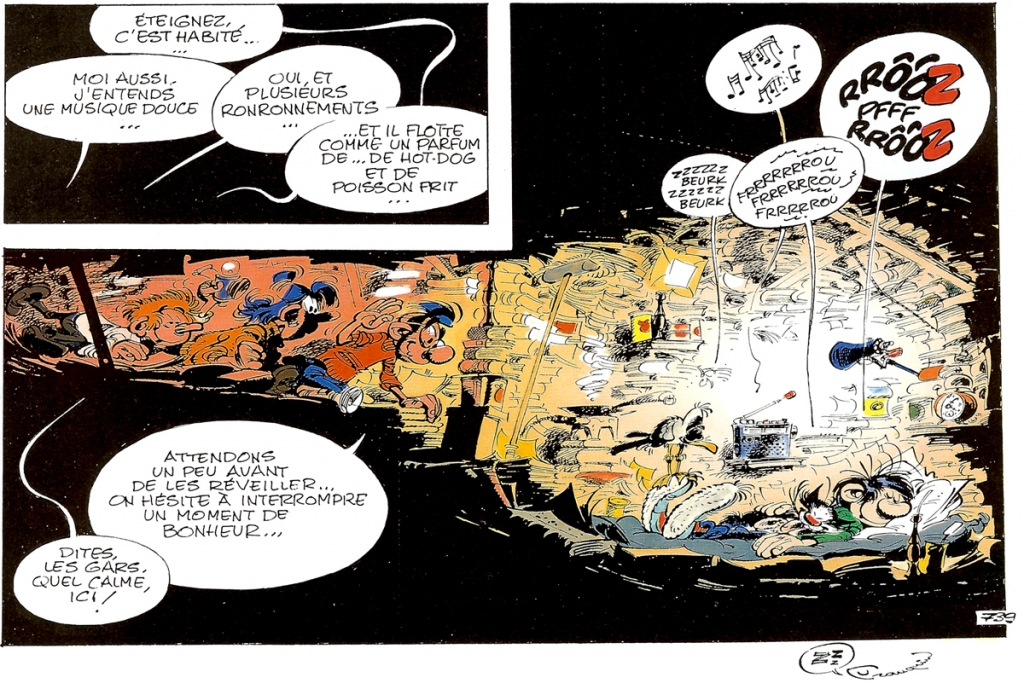 ÉTEIGNEZ,
C'EST HABITÉ...
...
MOI AUSSI.
J'ENTENDS
UNE MUSIQUE DOUCE
...
OUI, ET
PLUSIEURS
RONRONNEMENTS
...
...ET IL FLOTTE
COMME UN PARFUM
DE... DE HOT-DOG
ET DE
POISSON FRIT
...
RRÔÔZ
PFFF
RRÔÔZ
ZZZZZZ
BEURK
ZZZZZZ
BEURK
FRRRRRROU
FRRRRRROU
FRRRRROU
ATTENDONS
UN PEU AVANT
DE LES RÉVEILLER...
ON HÉSITE À INTERROMPRE
UN MOMENT DE
BONHEUR...
DITES,
LES GARS,
QUEL CALME,
ICI!
739